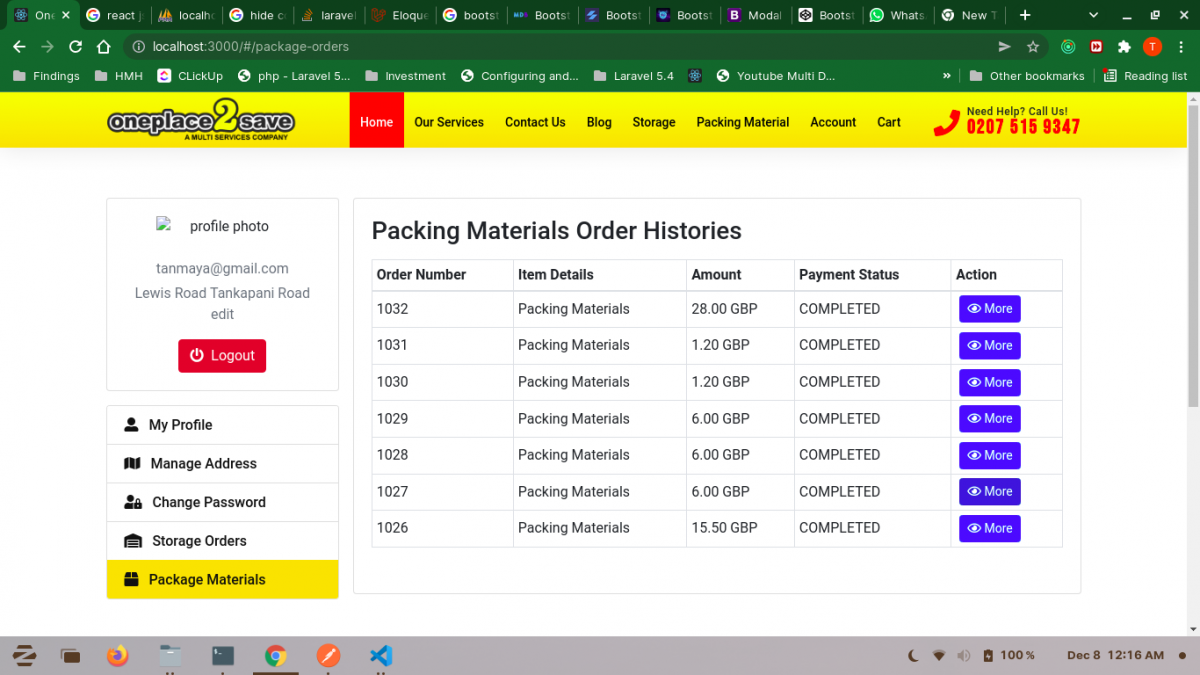 One
react j
localho
hide c
laravel
Eloque
bootst
Bootst
Bootst
Bootst
Modal
Bootst
Whats
New T
localhost:3000/#/package-orders
T
Findings HMH CLickUp php - Laravel 5... Investment Configuring and... Laravel 5.4 Youtube Multi D... » Other bookmarks Reading list
oneplace2save
A MULTI SERVICES COMPANY
Home Our Services Contact Us Blog Storage Packing Material Account Cart
Need Help? Call Us!
0207 515 9347
profile photo
tanmaya@gmail.com
Lewis Road Tankapani Road
edit
Logout
My Profile
Manage Address
Change Password
Storage Orders
Package Materials
Packing Materials Order Histories
Order Number Item Details Amount Payment Status Action
1032 Packing Materials 28.00 GBP COMPLETED More
1031 Packing Materials 1.20 GBP COMPLETED More
1030 Packing Materials 1.20 GBP COMPLETED More
1029 Packing Materials 6.00 GBP COMPLETED More
1028 Packing Materials 6.00 GBP COMPLETED More
1027 Packing Materials 6.00 GBP COMPLETED More
1026 Packing Materials 15.50 GBP COMPLETED More
100 % Dec 8 12:16 AM